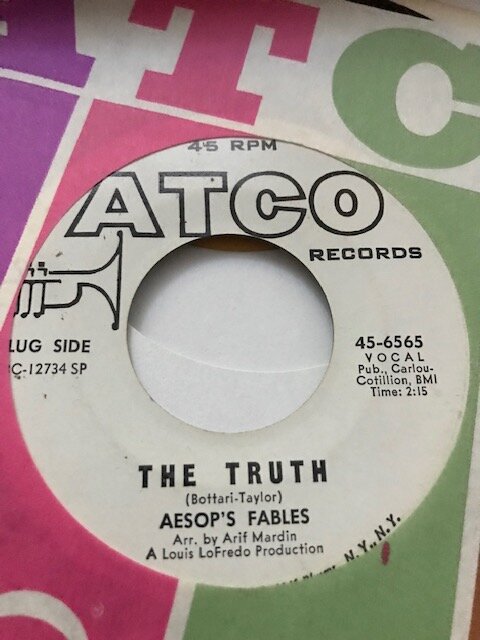 ATC
45 RPM
ATCO
RECORDS
LUG SIDE
C-12734 SP
45-6565
VOCAL
Pub., Carlou-
Cotillion, BMI
Time: 2:15
THE TRUTH
(Bottari-Taylor)
AESOP'S FABLES
Arr. by Arif Mardin
A Louis LoFredo Production
N.Y., N.Y.